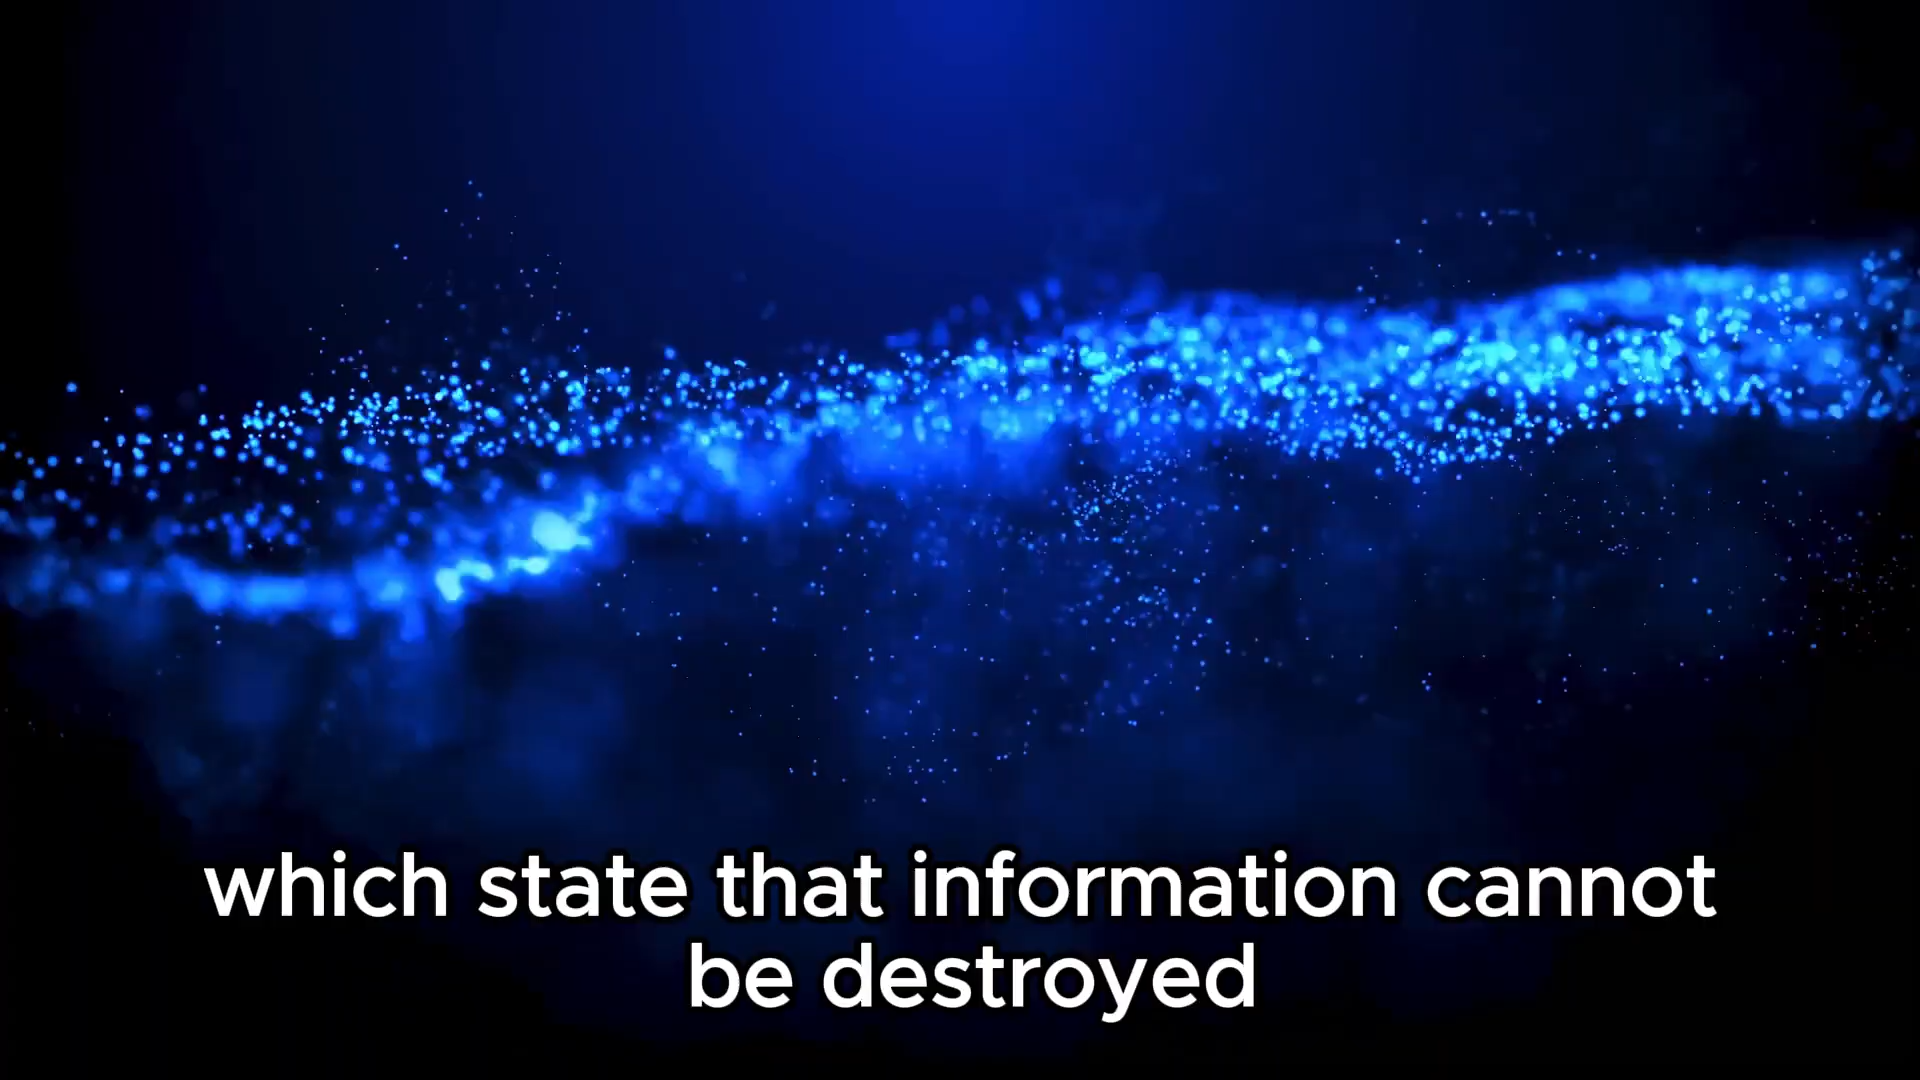 which state that information cannot
be destroyed